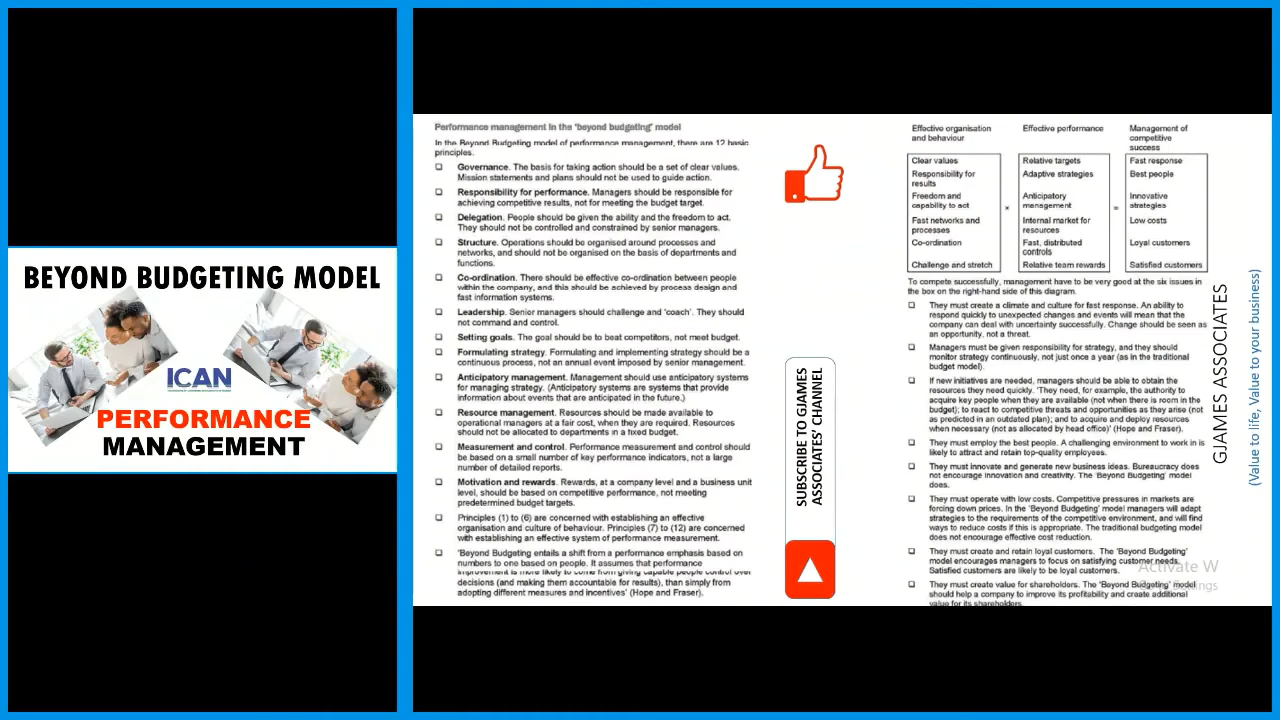 BEYOND BUDGETING MODEL
ICAN
PERFORMANCE
MANAGEMENT
Performance management in the 'beyond budgeting' model
In the Beyond Budgeting model of performance management, there are 12 basic
principles.
Governance. The basis for taking action should be a set of clear values.
Mission statements and plans should not be used to guide action.
Responsibility for performance. Managers should be responsible for
achieving competitive results, not for meeting the budget target.
Delegation. People should be given the ability and the freedom to act.
They should not be controlled and constrained by senior managers.
Structure. Operations should be organised around processes and
networks, and should not be organised on the basis of departments and
functions.
Co-ordination. There should be effective co-ordination between people
within the company, and this should be achieved by process design and
fast information systems.
Leadership. Senior managers should challenge and 'coach'. They should
not command and control.
Setting goals. The goal should be to beat competitors, not meet budget.
Formulating strategy. Formulating and implementing strategy should be a
continuous process, not an annual event imposed by senior management.
Anticipatory management. Management should use anticipatory systems
for managing strategy. (Anticipatory systems are systems that provide
information about events that are anticipated in the future.)
Resource management. Resources should be made available to
operational managers at a fair cost, when they are required. Resources
should not be allocated to departments in a fixed budget.
Measurement and control. Performance measurement and control should
be based on a small number of key performance indicators, not a large
number of detailed reports.
Motivation and rewards. Rewards, at a company level and a business unit
level, should be based on competitive performance, not meeting
predetermined budget targets.
Principles (1) to (6) are concerned with establishing an effective
organisation and culture of behaviour. Principles (7) to (12) are concerned
with establishing an effective system of performance measurement.
'Beyond Budgeting entails a shift from a performance emphasis based on
numbers to one based on people. It assumes that performance
improvement is more likely to come from giving capable people control over
decisions (and making them accountable for results), than simply from
adopting different measures and incentives' (Hope and Fraser).
SUBSCRIBE TO GJAMES
ASSOCIATES' CHANNEL
Effective organisation
and behaviour
Effective performance
Management of
competitive
success
Clear values
Relative targets
Fast response
Responsibility for
results
Adaptive strategies
Best people
Freedom and
capability to act
Anticipatory
management
Innovative
strategies
×
=
Fast networks and
processes
Internal market for
resources
Low costs
Co-ordination
Fast, distributed
controls
Loyal customers
Challenge and stretch
Relative team rewards
Satisfied customers
To compete successfully, management have to be very good at the six issues in
the box on the right-hand side of this diagram.
They must create a climate and culture for fast response. An ability to
respond quickly to unexpected changes and events will mean that the
company can deal with uncertainty successfully. Change should be seen as
an opportunity, not a threat.
Managers must be given responsibility for strategy, and they should
monitor strategy continuously, not just once a year (as in the traditional
budget model).
If new initiatives are needed, managers should be able to obtain the
resources they need quickly. 'They need, for example, the authority to
acquire key people when they are available (not when there is room in the
budget); to react to competitive threats and opportunities as they arise (not
as predicted in an outdated plan); and to acquire and deploy resources
when necessary (not as allocated by head office)' (Hope and Fraser).
They must employ the best people. A challenging environment to work in is
likely to attract and retain top-quality employees.
They must innovate and generate new business ideas. Bureaucracy does
not encourage innovation and creativity. The 'Beyond Budgeting' model
does.
They must operate with low costs. Competitive pressures in markets are
forcing down prices. In the 'Beyond Budgeting' model managers will adapt
strategies to the requirements of the competitive environment, and will find
ways to reduce costs if this is appropriate. The traditional budgeting model
does not encourage effective cost reduction.
They must create and retain loyal customers. The 'Beyond Budgeting'
model encourages managers to focus on satisfying customer needs.
Satisfied customers are likely to be loyal customers.
They must create value for shareholders. The 'Beyond Budgeting' model
should help a company to improve its profitability and create additional
value for its shareholders.
Activate W
GJAMES ASSOCIATES
(Value to life, Value to your business)